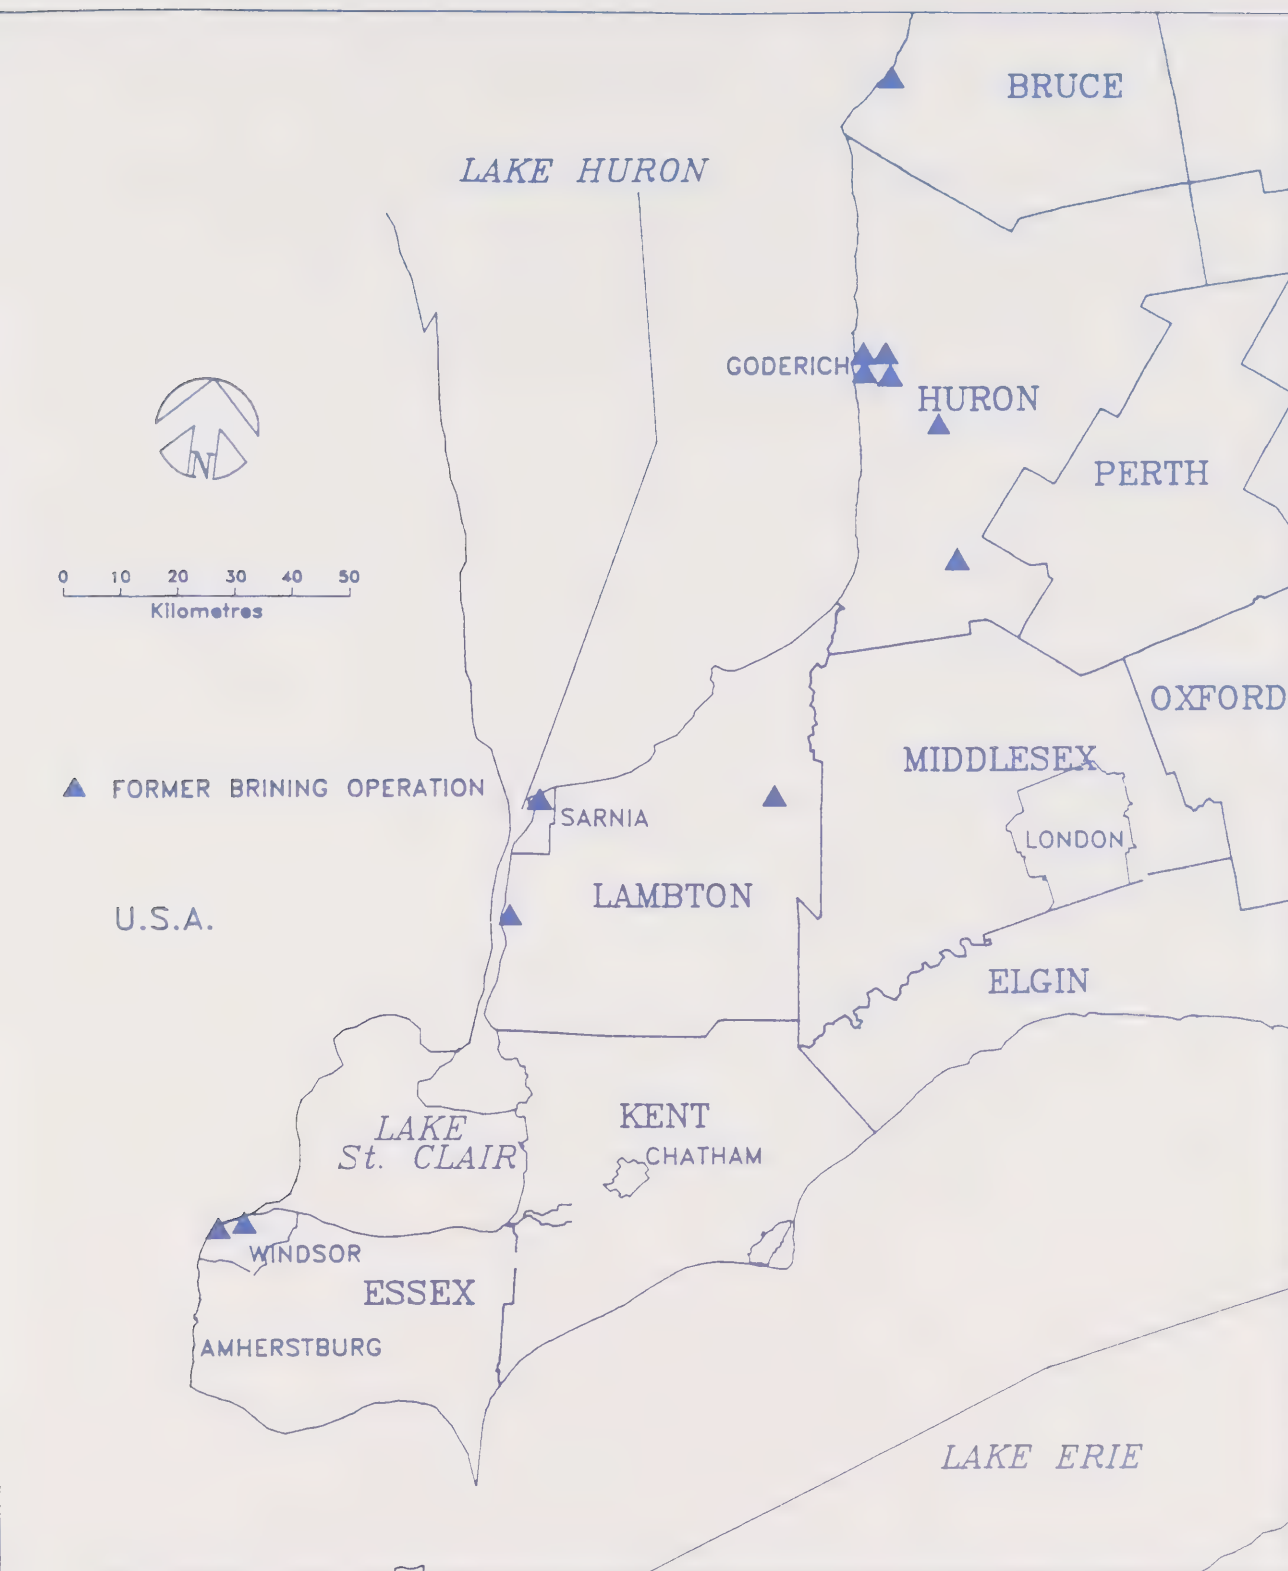 BRUCE
LAKE HURON
GODERICH
HURON
PERTH
N
0 10 20 30 40 50
Kilometres
OXFORD
MIDDLESEX
FORMER BRINING OPERATION
SARNIA
LONDON
LAMBTON
U.S.A.
ELGIN
KENT
LAKE
St. CLAIR
CHATHAM
WINDSOR
ESSEX
AMHERSTBURG
LAKE ERIE